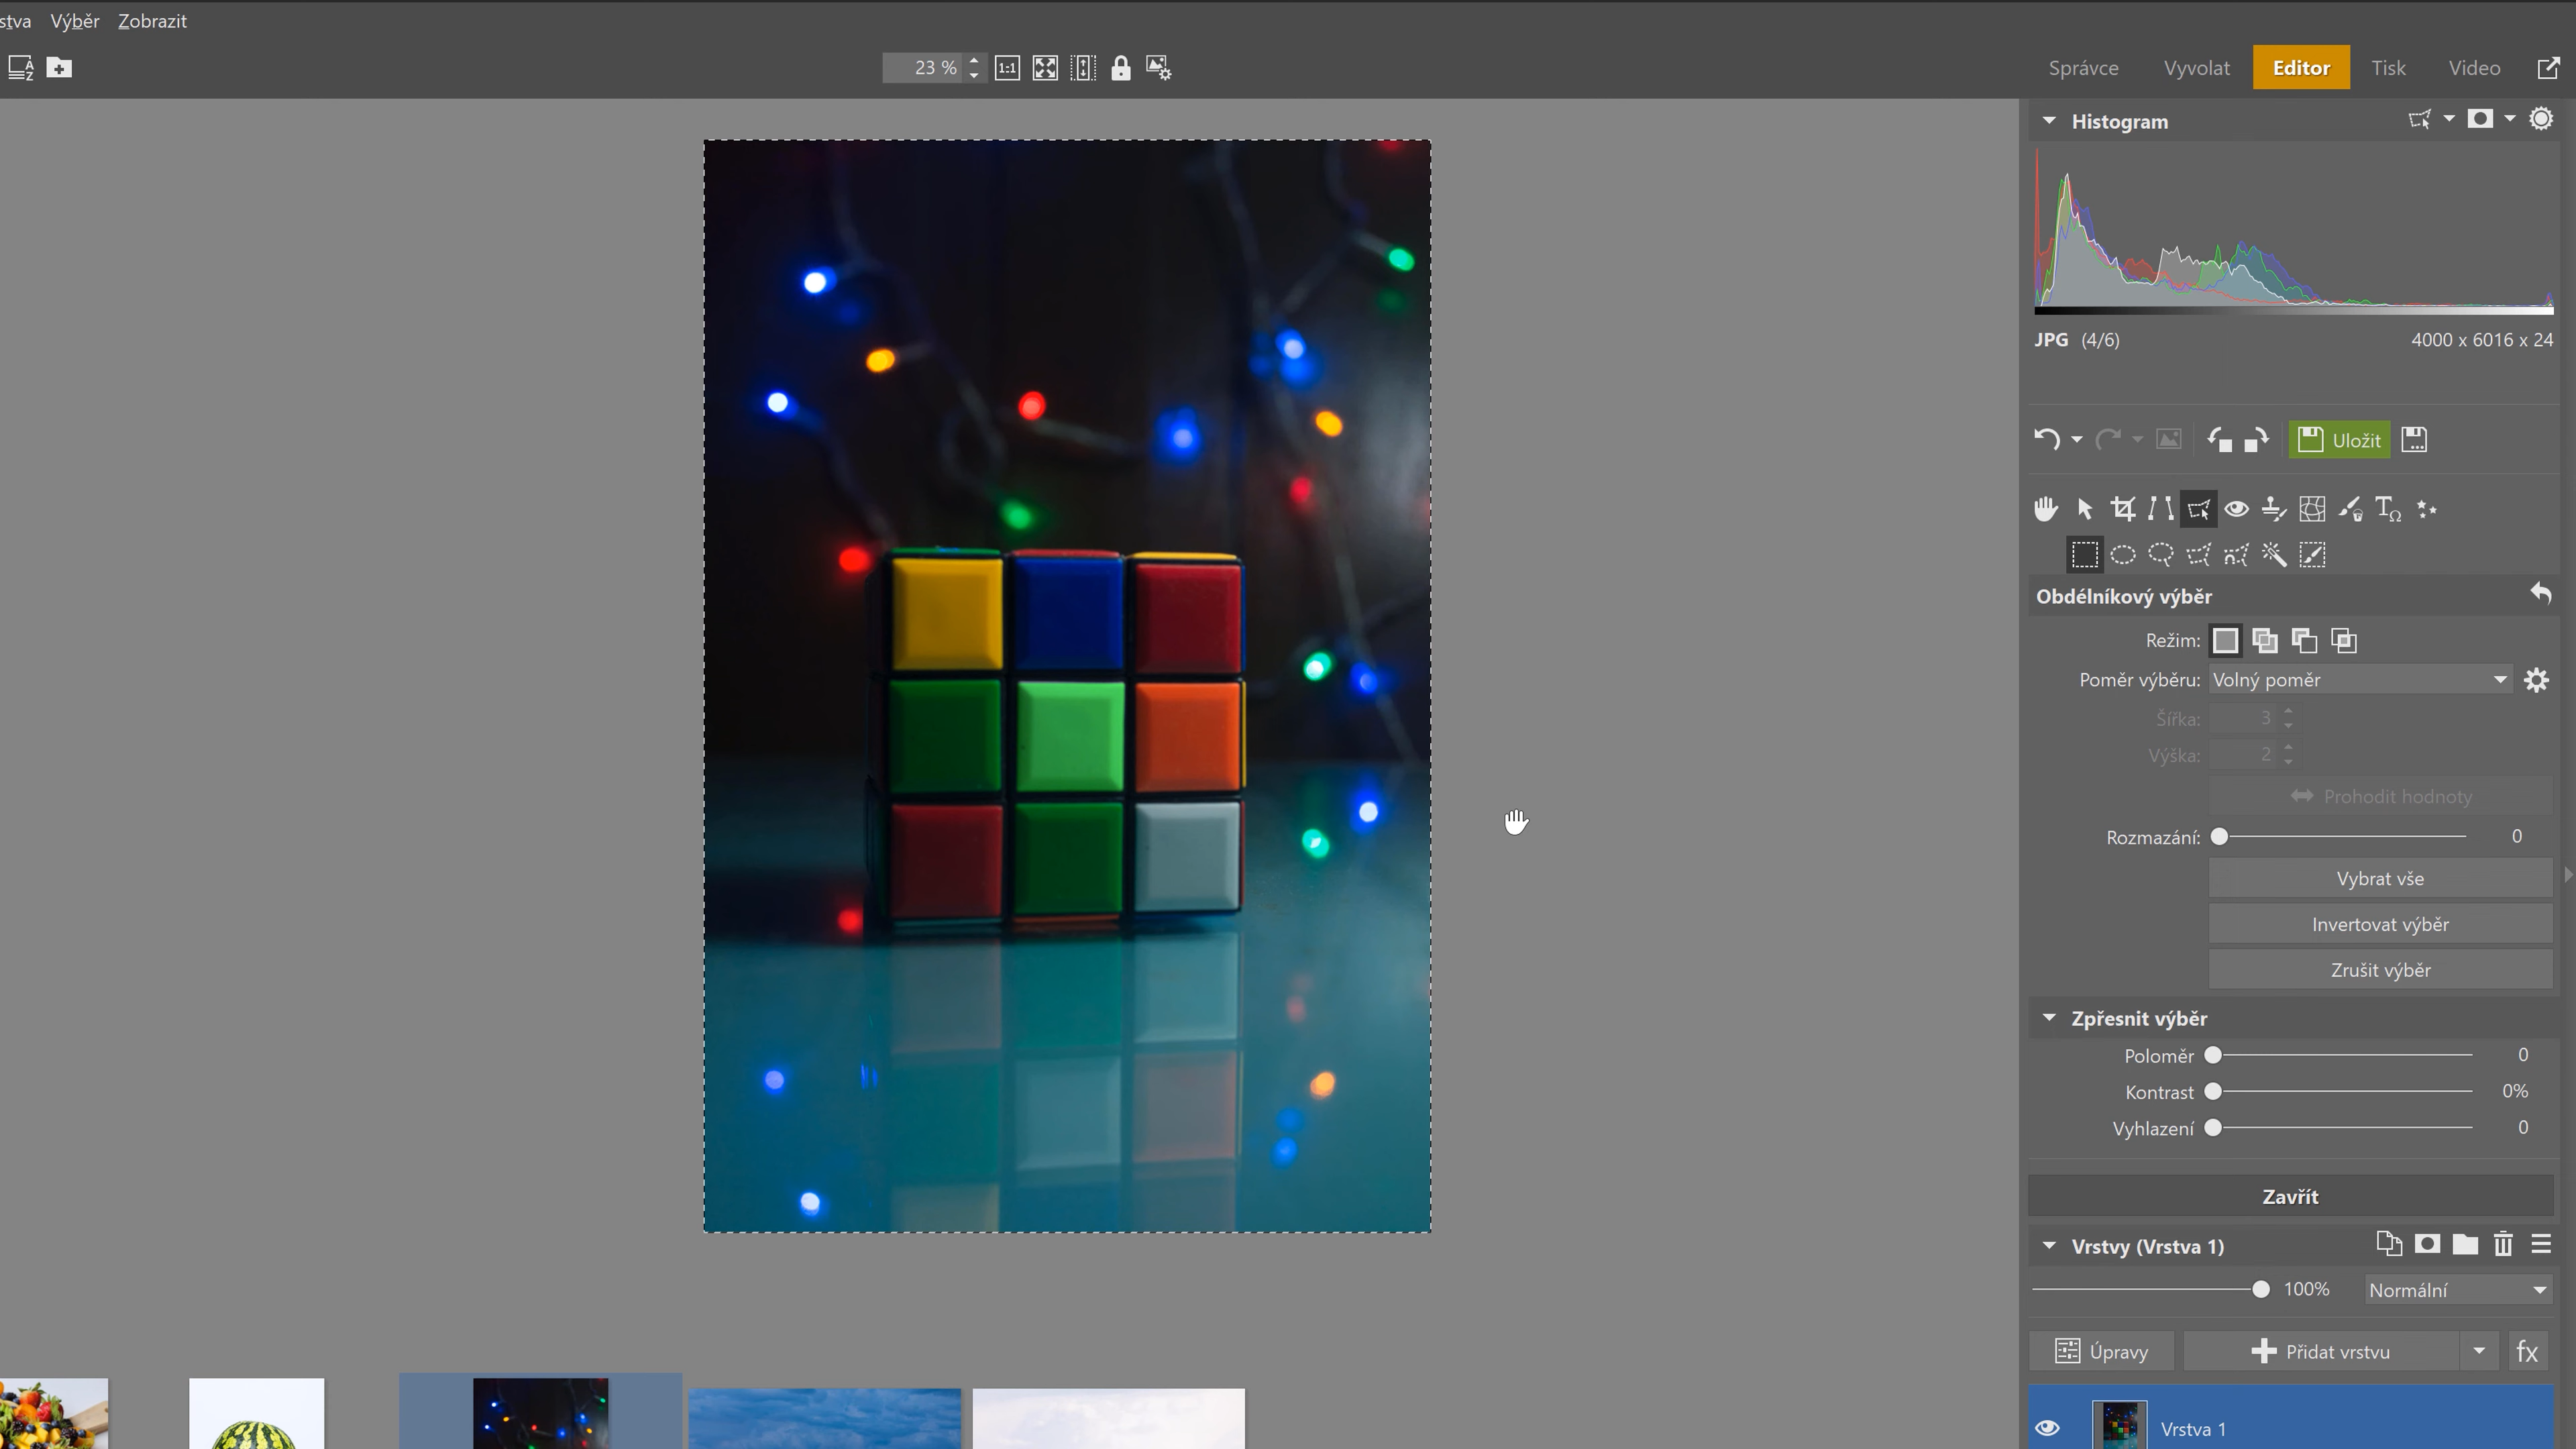 stva Výběr Zobrazit
23 % 1:1
Správce Vyvolat Editor Tisk Video
Histogram
JPG (4/6) 4000 x 6016 x 24
Uložit
Obdélníkový výběr
Režim:
Poměr výběru: Volný poměr
Šířka: 3
Výška: 2
Prohodit hodnoty
Rozmazání: 0
Vybrat vše
Invertovat výběr
Zrušit výběr
Zpřesnit výběr
Poloměr 0
Kontrast 0%
Vyhlazení 0
Zavřít
Vrstvy (Vrstva 1)
100% Normální
Úpravy Přidat vrstvu fx
Vrstva 1